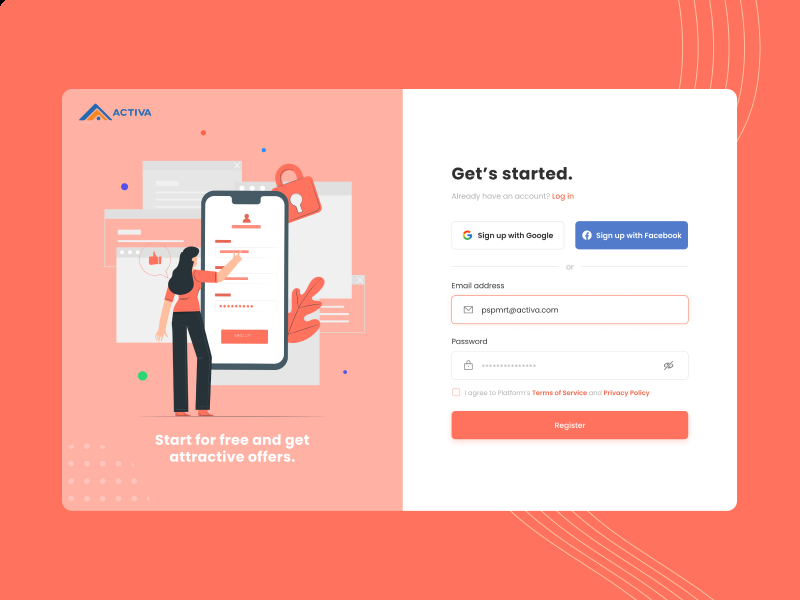 ACTIVA
Start for free and get
attractive offers.
Get's started.
Already have an account? Log in
Sign up with Google
Sign up with Facebook
or
Email address
pspmrt@activa.com
Password
I agree to Platform's Terms of Service and Privacy Policy
Register